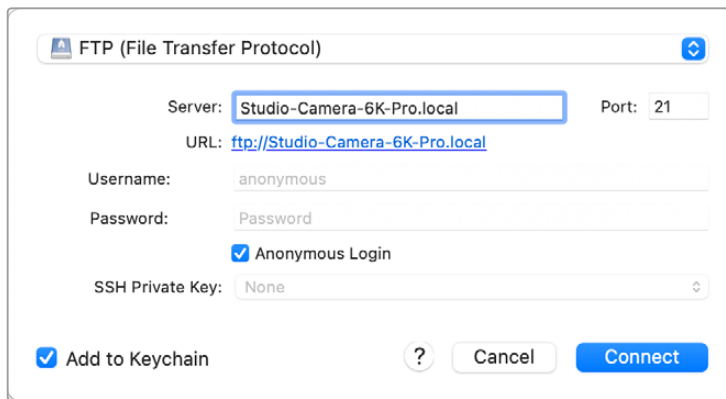 FTP (File Transfer Protocol)
Server: Studio-Camera-6K-Pro.local Port: 21
URL: ftp://Studio-Camera-6K-Pro.local
Username: anonymous
Password: Password
Anonymous Login
SSH Private Key: None
Add to Keychain ? Cancel Connect